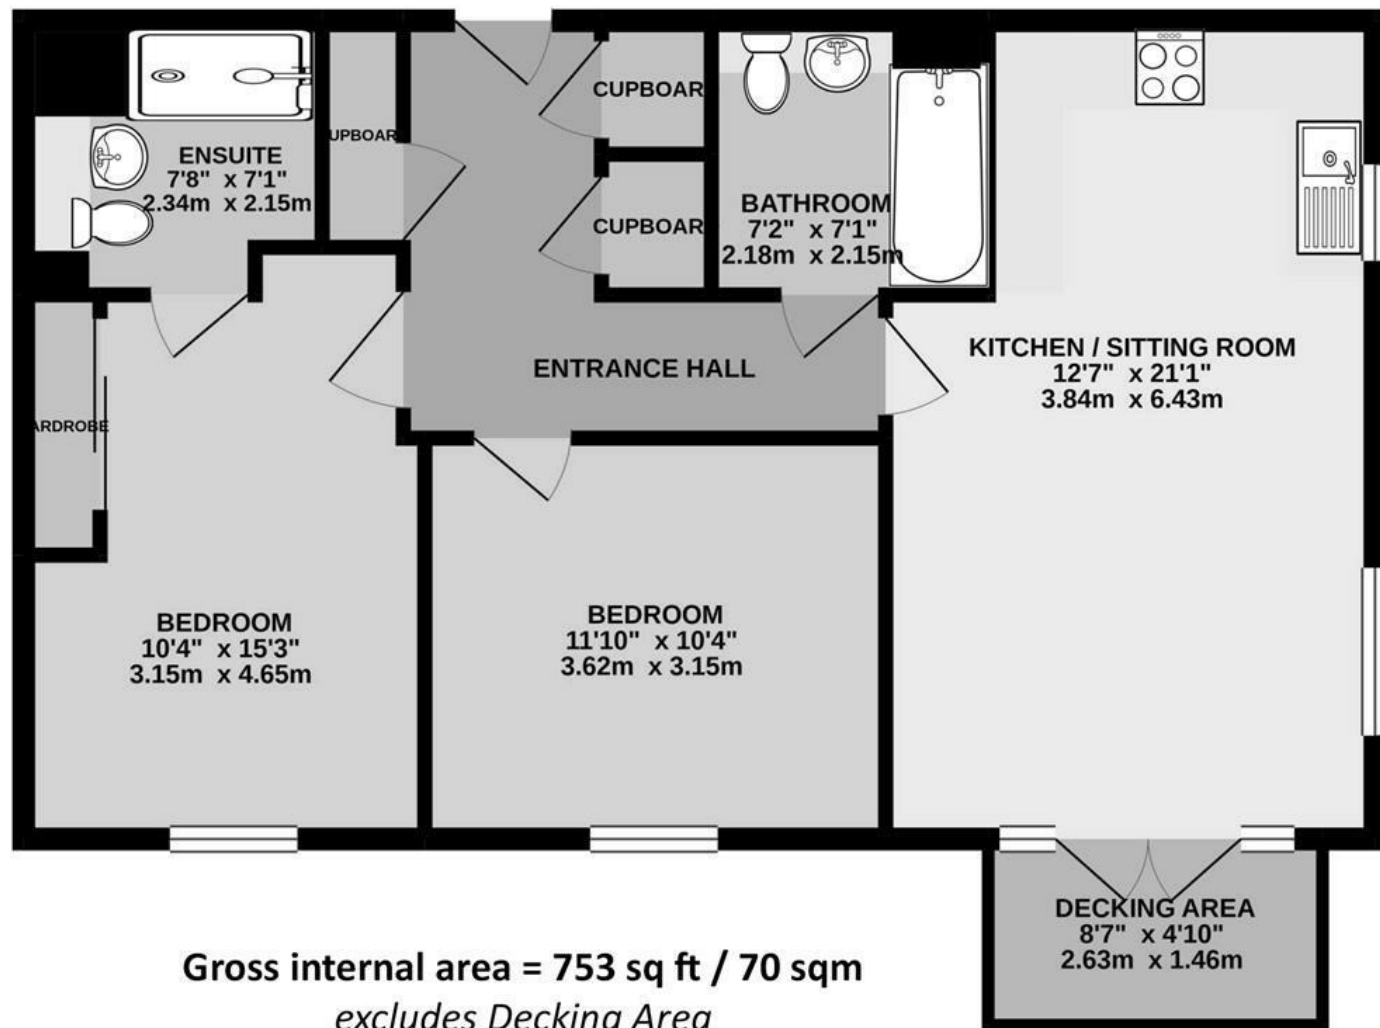 ENSUITE
7'8" x 7'1"
2.34m x 2.15m
UPBOAR
CUPBOAR
CUPBOAR
BATHROOM
7'2" x 7'1"
2.18m x 2.15m
KITCHEN / SITTING ROOM
12'7" x 21'1"
3.84m x 6.43m
ENTRANCE HALL
ARDROBE
BEDROOM
10'4" x 15'3"
3.15m x 4.65m
BEDROOM
11'10" x 10'4"
3.62m x 3.15m
DECKING AREA
8'7" x 4'10"
2.63m x 1.46m
Gross internal area = 753 sq ft / 70 sqm
excludes Decking Area